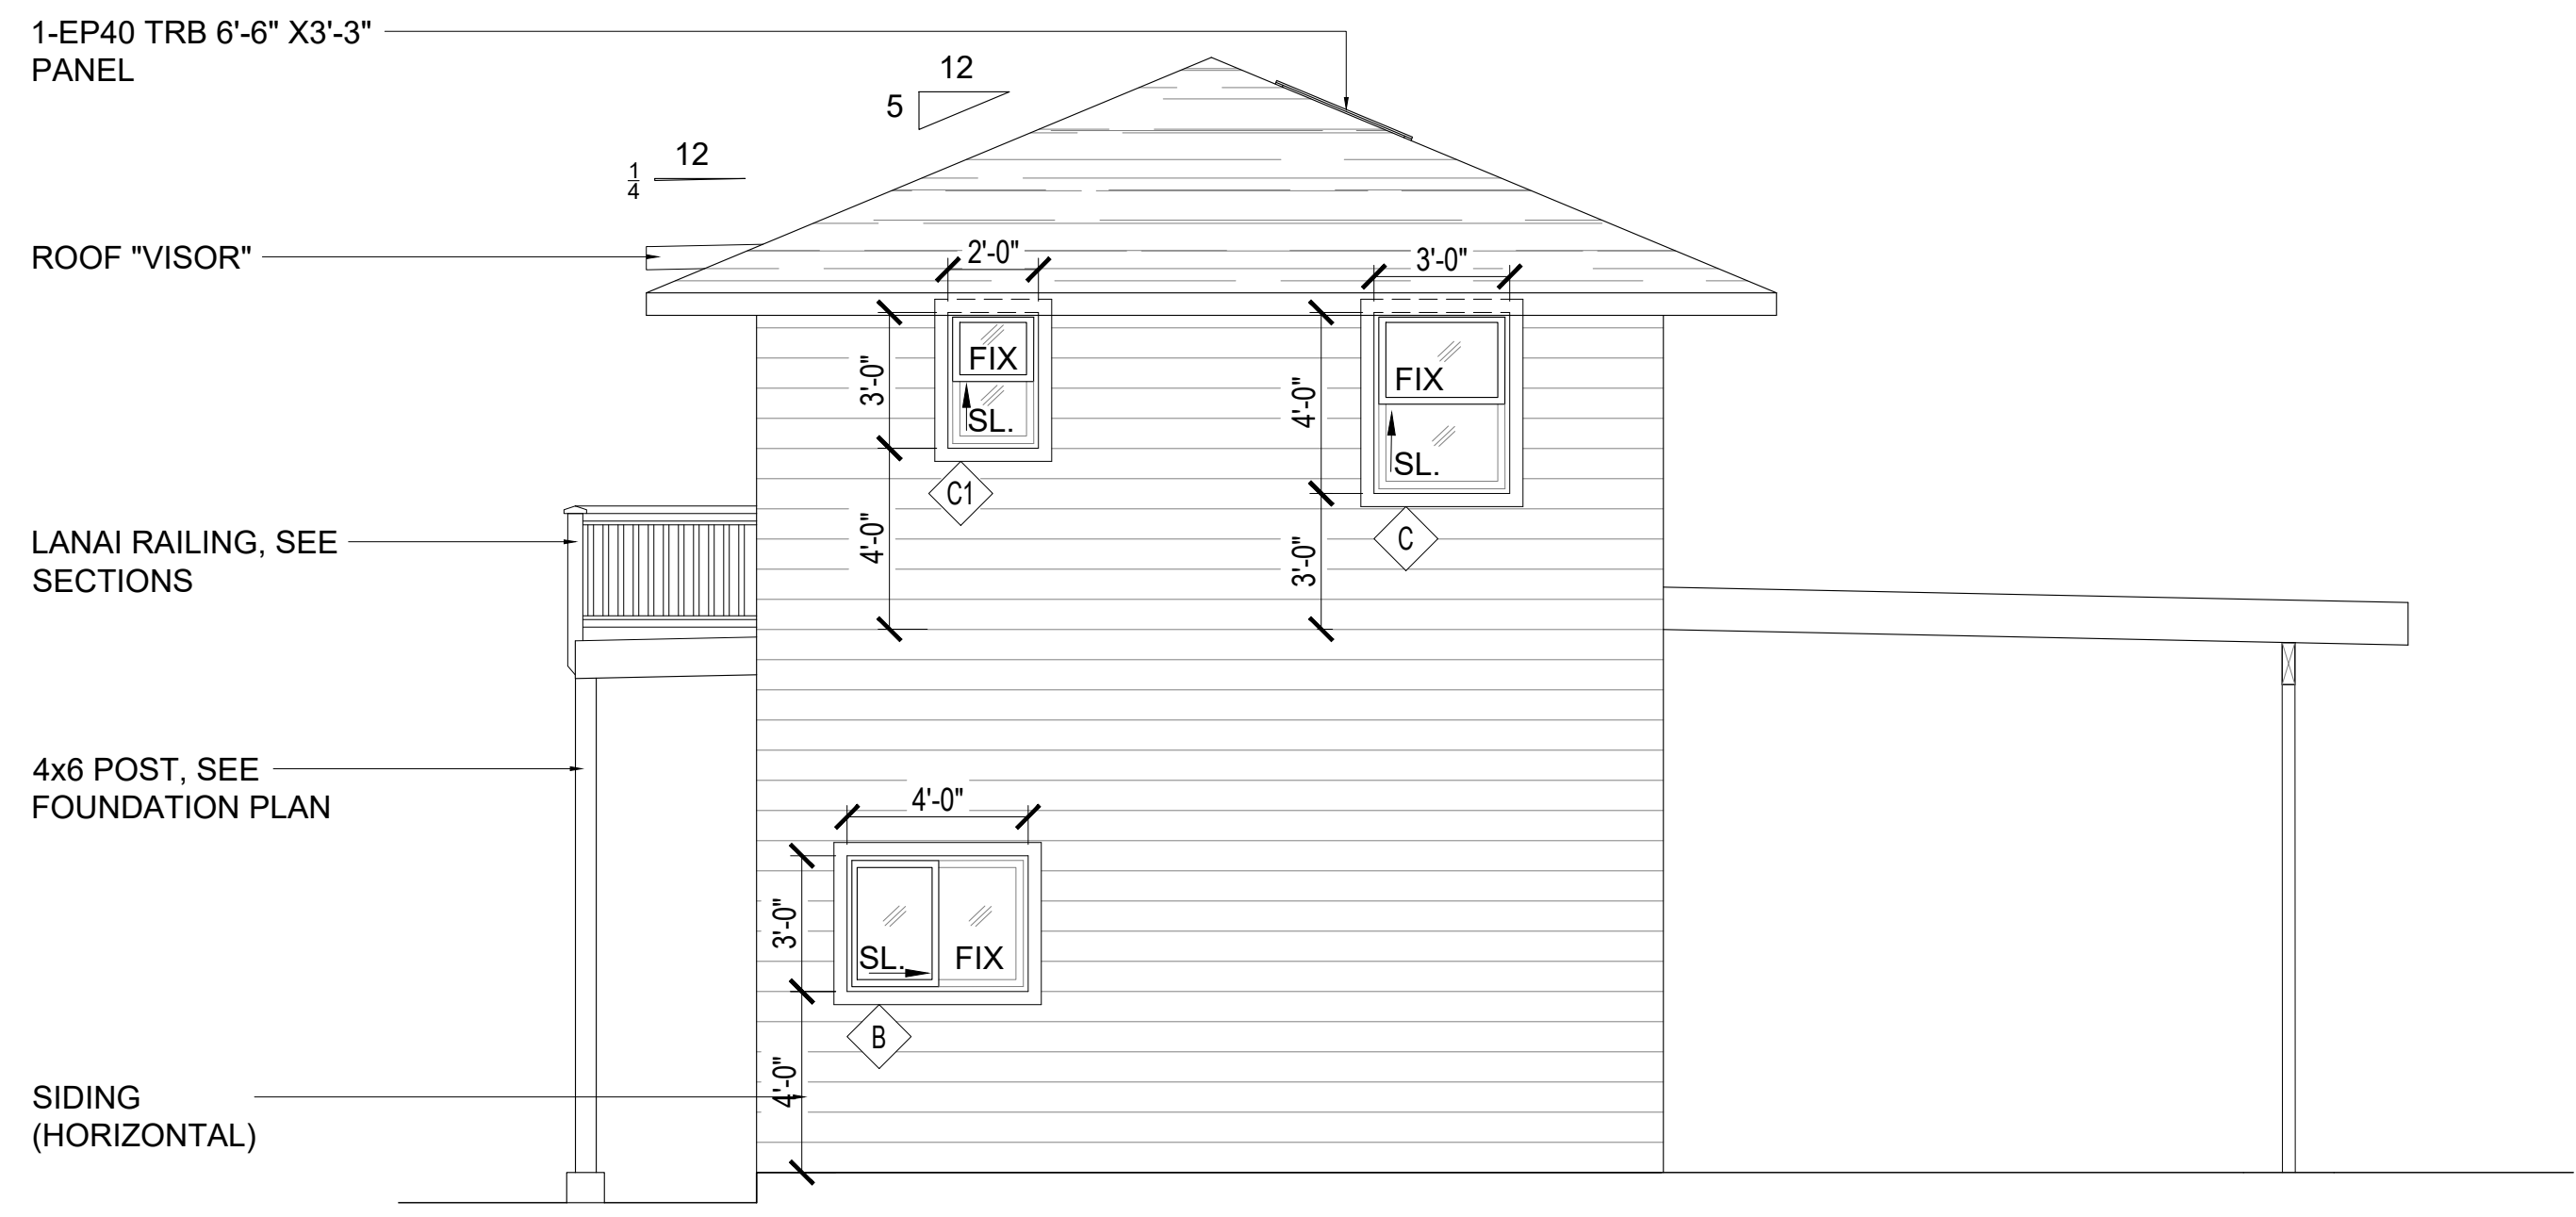 1-EP40 TRB 6'-6" X3'-3"
PANEL
12
5
12
1/4
ROOF "VISOR"
2'-0"
3'-0"
FIX
SL.
3'-0"
C1
4'-0"
FIX
SL.
4'-0"
C
3'-0"
LANAI RAILING, SEE
SECTIONS
4x6 POST, SEE
FOUNDATION PLAN
4'-0"
3'-0"
SL.
FIX
B
4'-0"
SIDING
(HORIZONTAL)